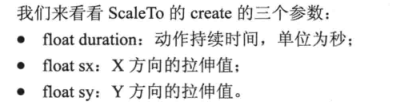 我们来看看 ScaleTo 的 create 的三个参数：
● float duration：动作持续时间，单位为秒；
● float sx：X 方向的拉伸值；
● float sy：Y 方向的拉伸值。